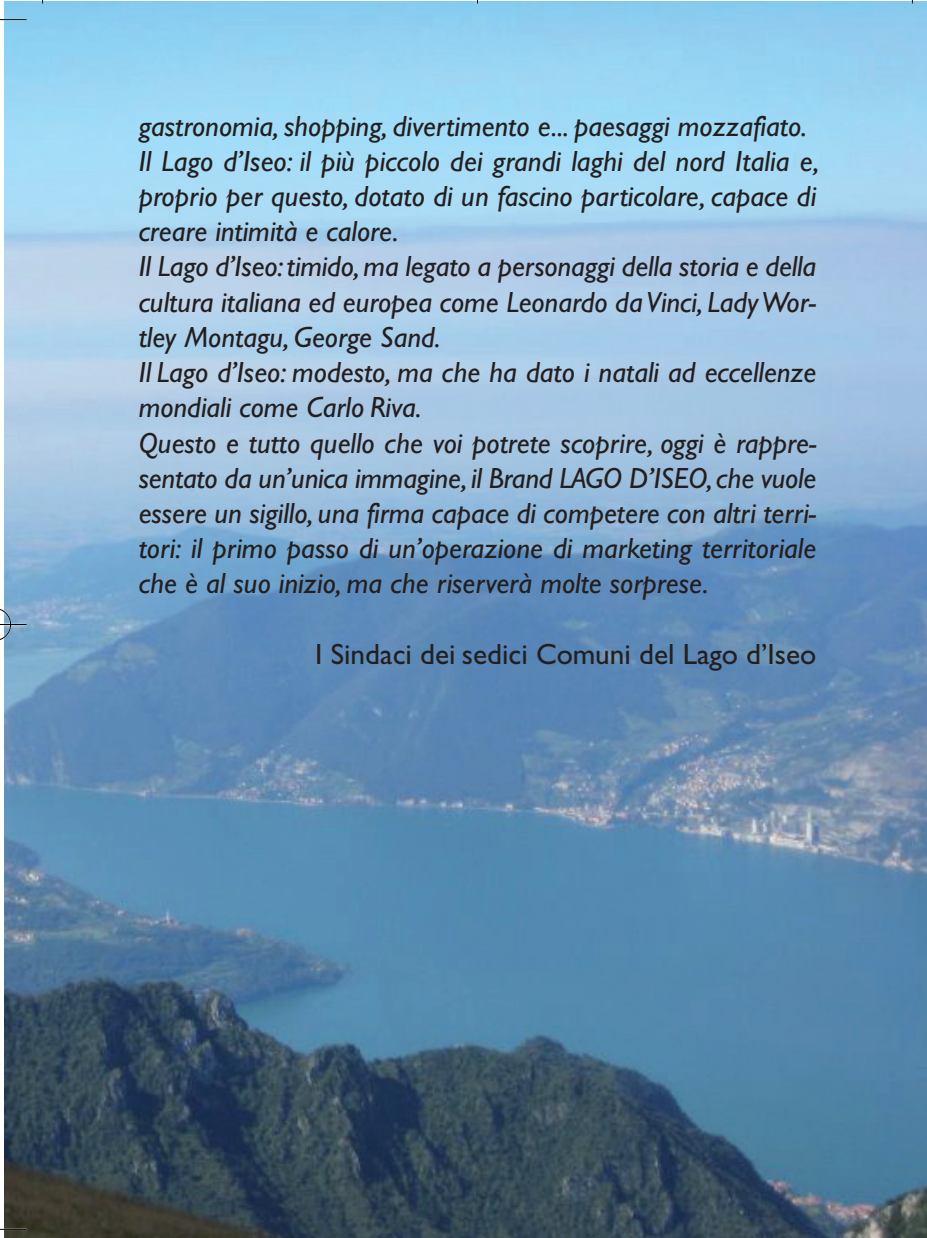 gastronomia, shopping, divertimento e... paesaggi mozzafiato.
Il Lago d’Iseo: il più piccolo dei grandi laghi del nord Italia e,
proprio per questo, dotato di un fascino particolare, capace di
creare intimità e calore.
Il Lago d’Iseo: timido, ma legato a personaggi della storia e della
cultura italiana ed europea come Leonardo da Vinci, Lady Wor-
tley Montagu, George Sand.
Il Lago d’Iseo: modesto, ma che ha dato i natali ad eccellenze
mondiali come Carlo Riva.
Questo e tutto quello che voi potrete scoprire, oggi è rappre-
sentato da un’unica immagine, il Brand LAGO D’ISEO, che vuole
essere un sigillo, una firma capace di competere con altri terri-
tori: il primo passo di un’operazione di marketing territoriale
che è al suo inizio, ma che riserverà molte sorprese.
I Sindaci dei sedici Comuni del Lago d’Iseo